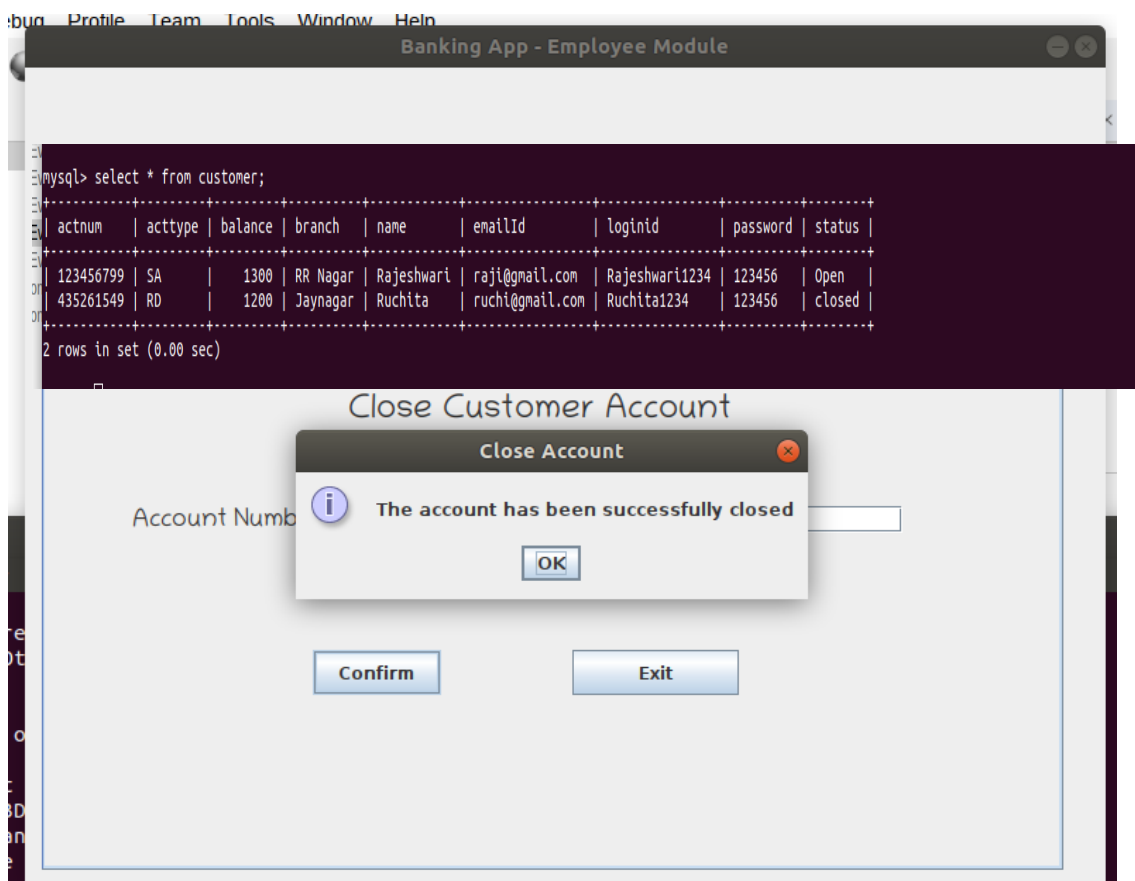 Profile Team Tools Window Help
Banking App - Employee Module
mysql> select * from customer;
+-----------+---------+---------+----------+------------+-----------------+----------------+----------+--------+
| actnum | acttype | balance | branch | name | emailId | loginid | password | status |
+-----------+---------+---------+----------+------------+-----------------+----------------+----------+--------+
| 123456799 | SA | 1300 | RR Nagar | Rajeshwari | raji@gmail.com | Rajeshwari1234 | 123456 | Open |
| 435261549 | RD | 1200 | Jaynagar | Ruchita | ruchi@gmail.com | Ruchita1234 | 123456 | closed |
+-----------+---------+---------+----------+------------+-----------------+----------------+----------+--------+
2 rows in set (0.00 sec)
Close Customer Account
Close Account
Account Numb
The account has been successfully closed
OK
Confirm Exit